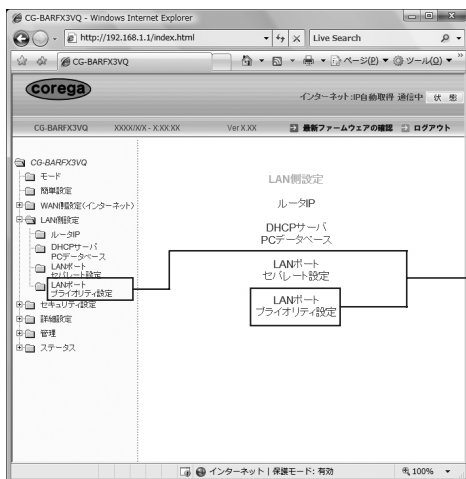 CG-BARFX3VQ - Windows Internet Explorer
http://192.168.1.1/index.html
Live Search
CG-BARFX3VQ
ページ(P)
ツール(O)
corega
インターネット:IP自動取得 通信中 状 態
CG-BARFX3VQ XXXX/X/X - X.XX.XX Ver X.XX 最新ファームウェアの確認 ログアウト
CG-BARFX3VQ
モード
簡単設定
WAN側設定(インターネット)
LAN側設定
ルータIP
DHCPサーバ
PCデータベース
LANポート
セパレート設定
LANポート
プライオリティ設定
セキュリティ設定
詳細設定
管理
ステータス
LAN側設定
ルータIP
DHCPサーバ
PCデータベース
LANポート
セパレート設定
LANポート
プライオリティ設定
インターネット | 保護モード: 有効
100%